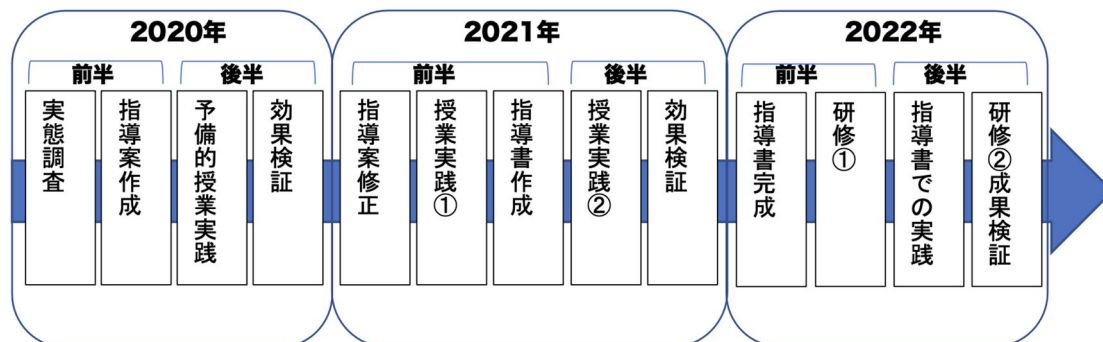 2020年
前半
後半
実態調査
指導案作成
予備的授業実践
効果検証
2021年
前半
後半
指導案修正
授業実践①
指導書作成
授業実践②
効果検証
2022年
前半
後半
指導書完成
研修①
指導書での実践
研修②成果検証